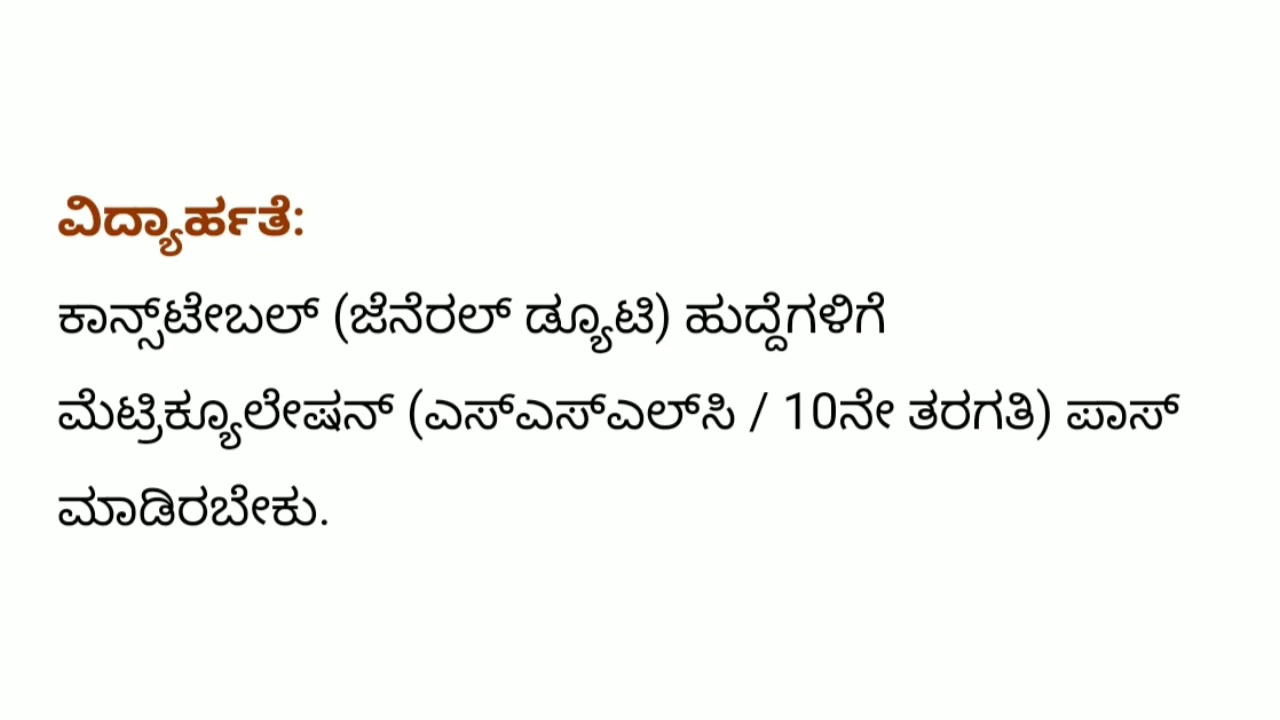 ವಿದ್ಯಾರ್ಹತೆ:
ಕಾನ್ಸ್‌ಟೇಬಲ್ (ಜೆನೆರಲ್ ಡ್ಯೂಟಿ) ಹುದ್ದೆಗಳಿಗೆ
ಮೆಟ್ರಿಕ್ಯೂಲೇಷನ್ (ಎಸ್‌ಎಸ್‌ಎಲ್‌ಸಿ / 10ನೇ ತರಗತಿ) ಪಾಸ್
ಮಾಡಿರಬೇಕು.